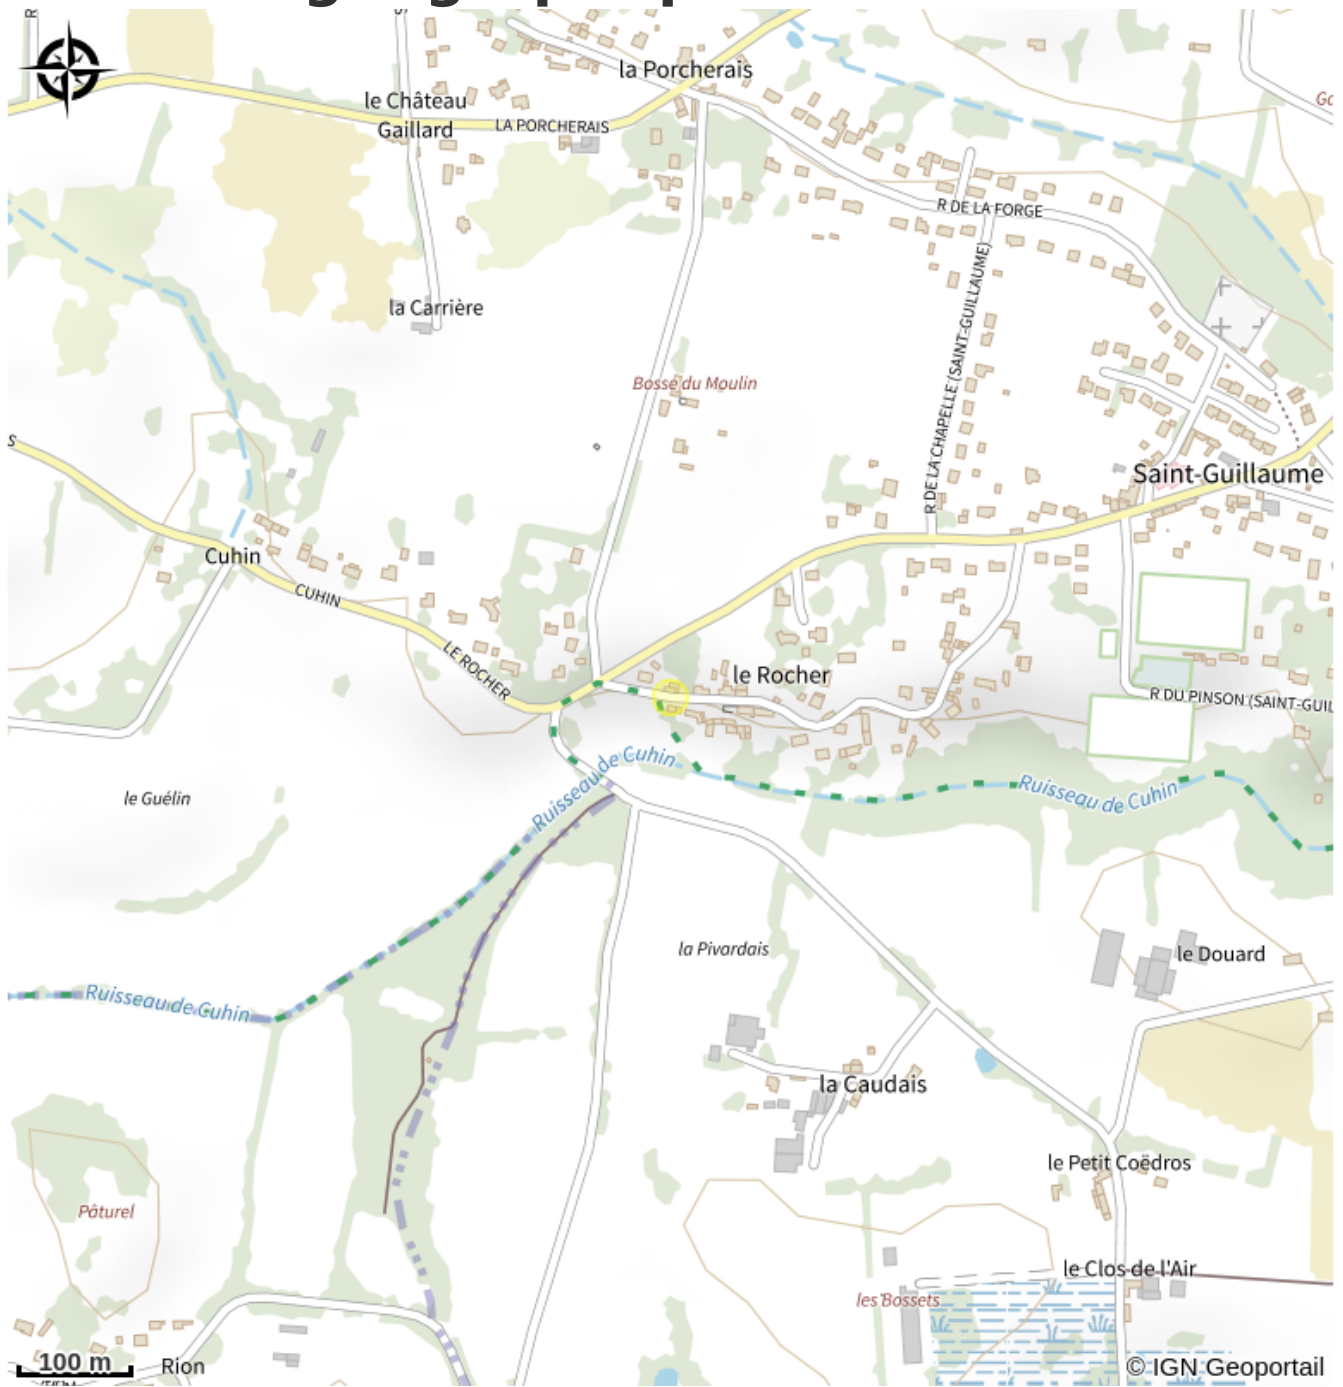 la Porcherais
le Château
Gaillard
LA PORCHERAIS
R DE LA FORGE
R DE LA CHAPELLE (SAINT-GUILLAUME)
la Carrière
Bosse du Moulin
Saint-Guillaume
Cuhin
CUHIN
LE ROCHER
le Rocher
R DU PINSON (SAINT-GUIL
Ruisseau de Cuhin
Ruisseau de Cuhin
le Guélin
la Pivardais
le Douard
Ruisseau de Cuhin
la Caudais
le Petit Coëdros
Pâturel
le Clos-de-l'Air
les Bossets
100 m
Rion
© IGN Geoportail